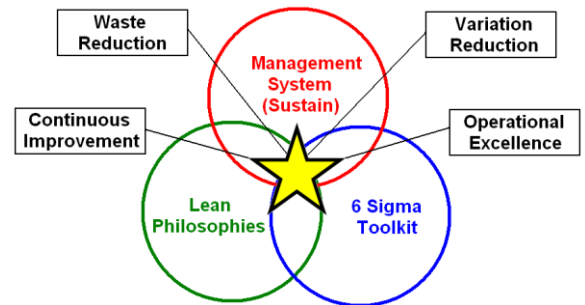 Waste
Reduction
Variation
Reduction
Management
System
(Sustain)
Continuous
Improvement
Operational
Excellence
Lean
Philosophies
6 Sigma
Toolkit